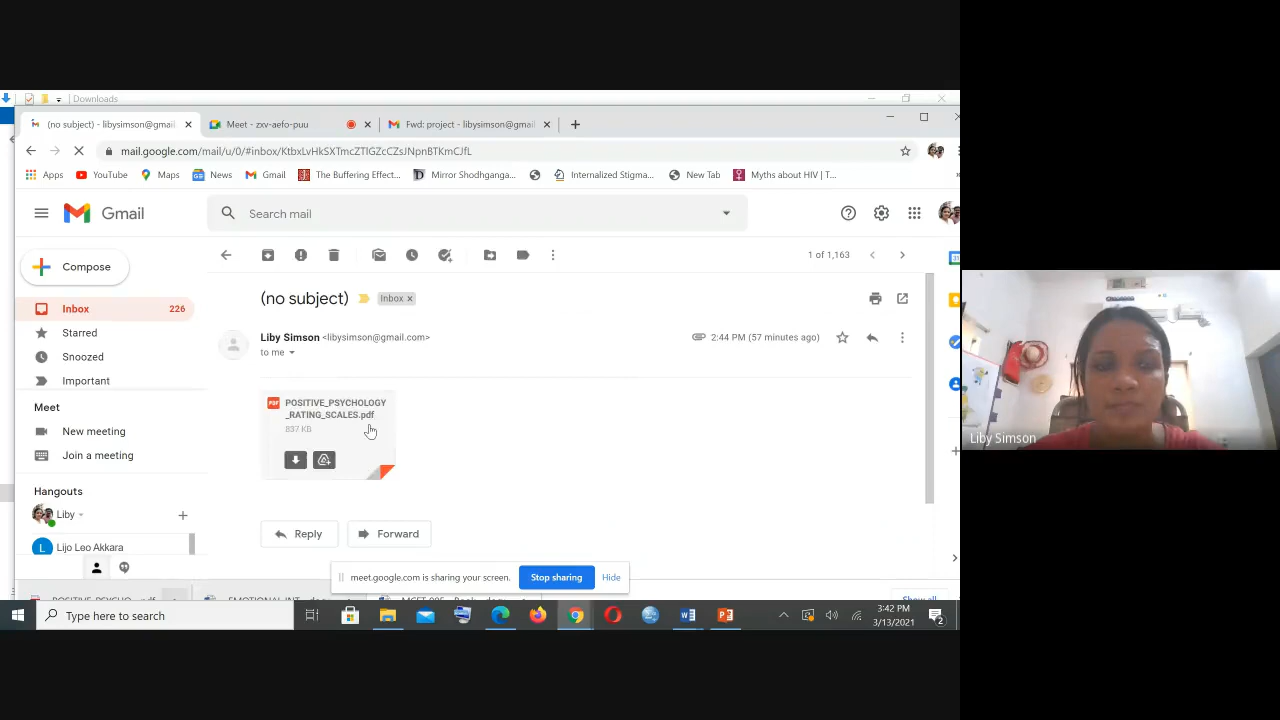 Downloads
(no subject) - libysimson@gmail.
Meet - zxv-aefo-puu
Fwd: project - libysimson@gmail
mail.google.com/mail/u/0/#inbox/KtbxLvHkSXTmcZTlGZcCZsJNpnBTKmCJfL
Apps
YouTube
Maps
News
Gmail
The Buffering Effect...
Mirror Shodhganga...
Internalized Stigma...
New Tab
Myths about HIV | T...
Gmail
Search mail
Compose
1 of 1,163
Inbox 226
Starred
Snoozed
Important
Meet
New meeting
Join a meeting
Hangouts
Liby
Lijo Leo Akkara
(no subject) Inbox x
Liby Simson <libysimson@gmail.com>
2:44 PM (57 minutes ago)
to me
PDF
POSITIVE_PSYCHOLOGY
_RATING_SCALES.pdf
837 KB
Reply
Forward
meet.google.com is sharing your screen.
Stop sharing
Hide
Show all
Type here to search
3:42 PM
3/13/2021
2
Liby Simson